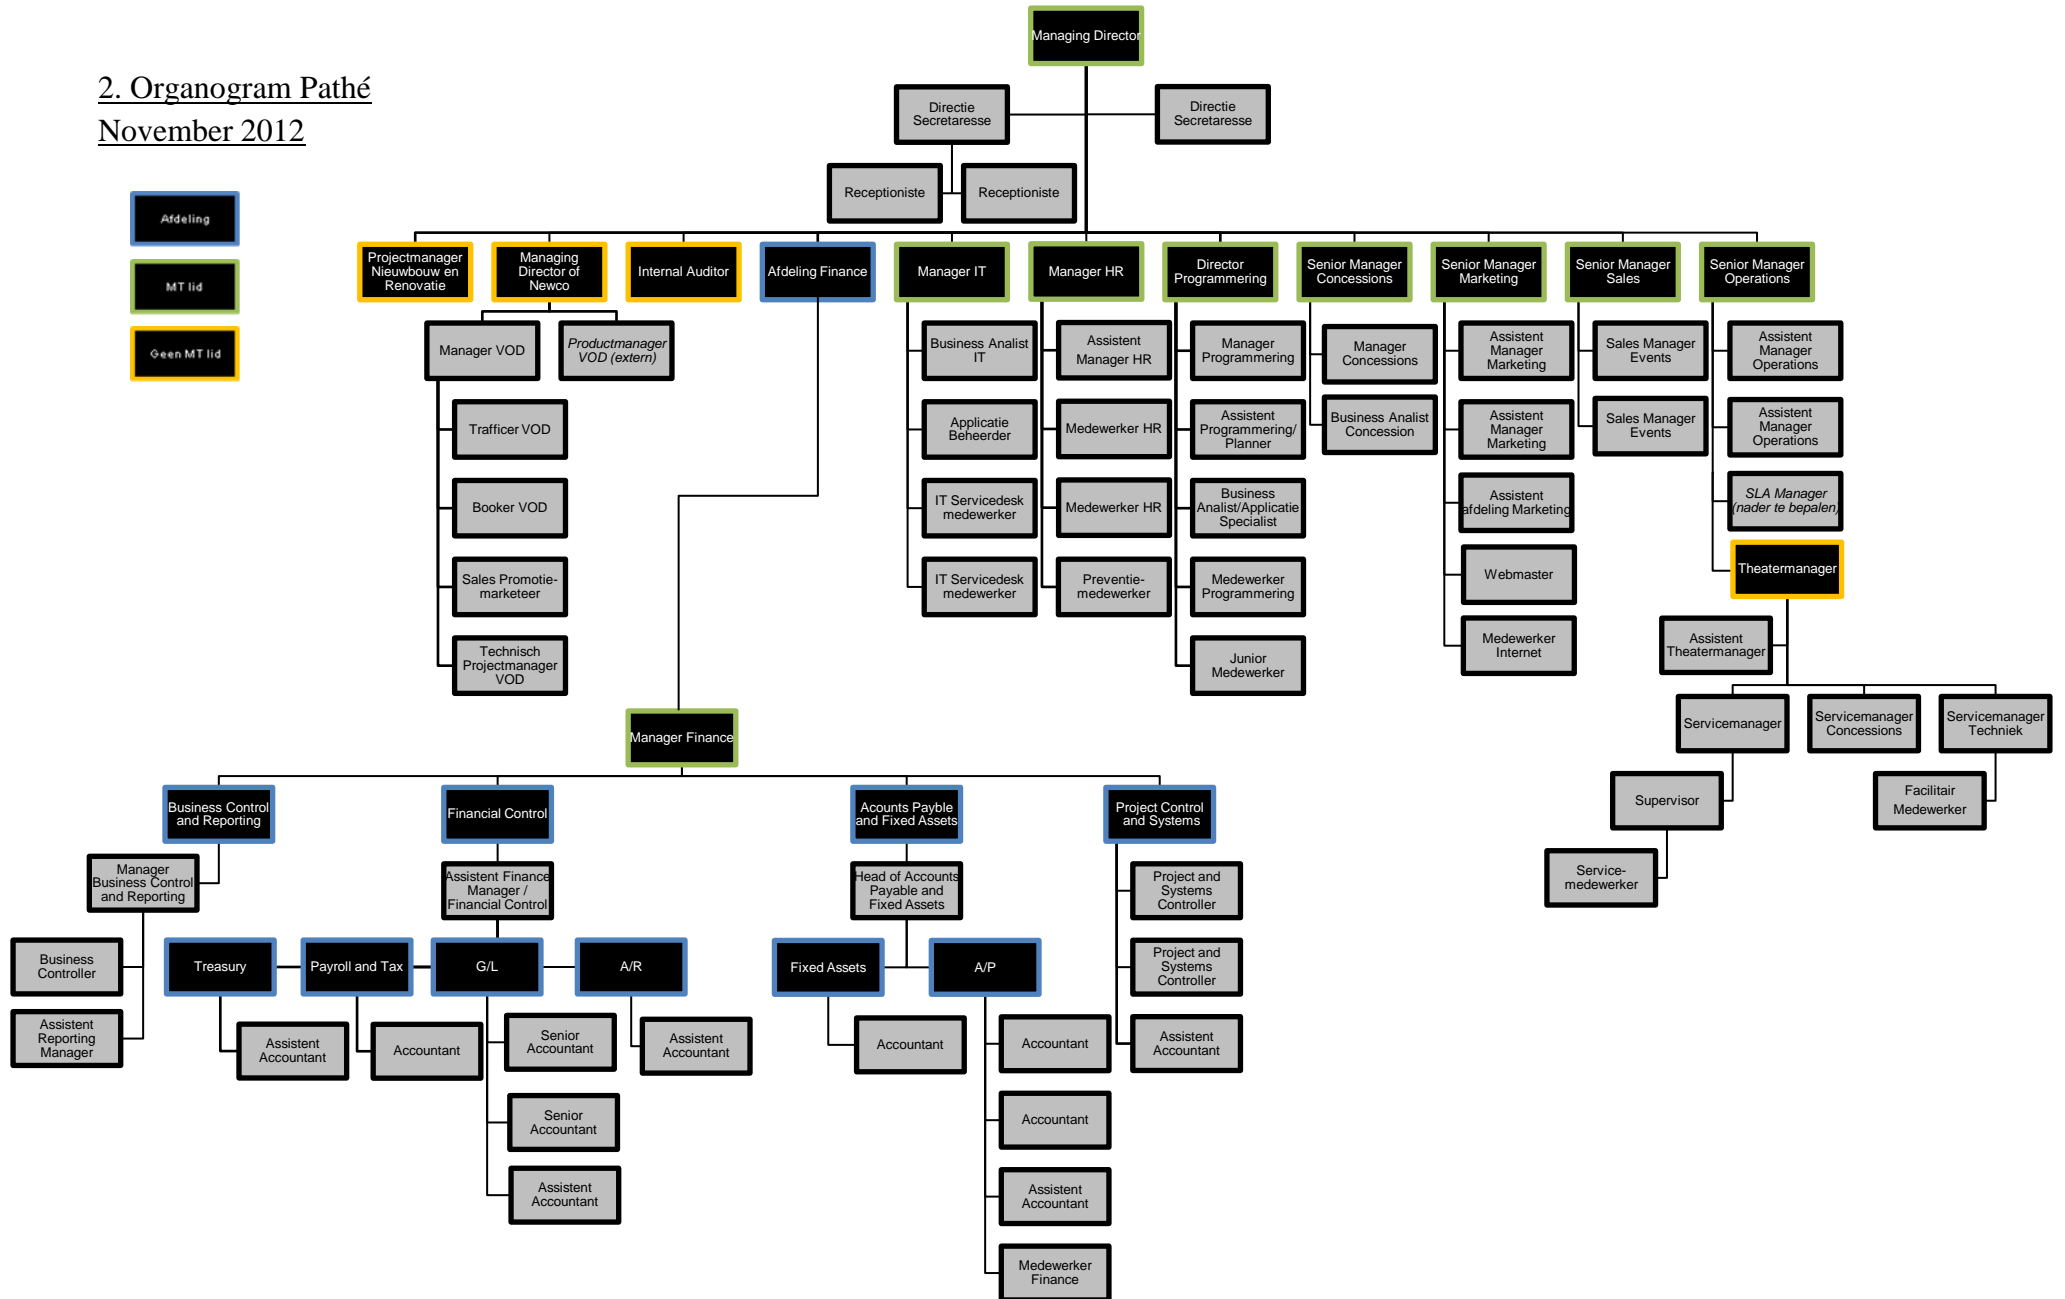 Managing Director
2. Organogram Pathé
November 2012
Directie
Secretaresse
Directie
Secretaresse
Receptioniste
Receptioniste
Afdeling
MT lid
Geen MT lid
Projectmanager
Nieuwbouw en
Renovatie
Managing
Director of
Newco
Internal Auditor
Afdeling Finance
Manager IT
Manager HR
Director
Programmering
Senior Manager
Concessions
Senior Manager
Marketing
Senior Manager
Sales
Senior Manager
Operations
Manager VOD
Productmanager
VOD (extern)
Trafficer VOD
Booker VOD
Sales Promotie-
marketeer
Technisch
Projectmanager
VOD
Business Analist
IT
Applicatie
Beheerder
IT Servicedesk
medewerker
IT Servicedesk
medewerker
Assistent
Manager HR
Medewerker HR
Medewerker HR
Preventie-
medewerker
Manager
Programmering
Assistent
Programmering/
Planner
Business
Analist/Applicatie
Specialist
Medewerker
Programmering
Junior
Medewerker
Manager
Concessions
Business Analist
Concession
Assistent
Manager
Marketing
Assistent
Manager
Marketing
Assistent
afdeling Marketing
Webmaster
Medewerker
Internet
Sales Manager
Events
Sales Manager
Events
Assistent
Manager
Operations
Assistent
Manager
Operations
SLA Manager
(nader te bepalen)
Theatermanager
Assistent
Theatermanager
Servicemanager
Servicemanager
Concessions
Servicemanager
Techniek
Supervisor
Facilitair
Medewerker
Service-
medewerker
Manager Finance
Business Control
and Reporting
Financial Control
Acounts Payble
and Fixed Assets
Project Control
and Systems
Manager
Business Control
and Reporting
Business
Controller
Assistent
Reporting
Manager
Assistent Finance
Manager /
Financial Control
Treasury
Payroll and Tax
G/L
A/R
Assistent
Accountant
Accountant
Senior
Accountant
Senior
Accountant
Assistent
Accountant
Assistent
Accountant
Head of Accounts
Payable and
Fixed Assets
Fixed Assets
A/P
Accountant
Accountant
Accountant
Assistent
Accountant
Medewerker
Finance
Project and
Systems
Controller
Project and
Systems
Controller
Assistent
Accountant